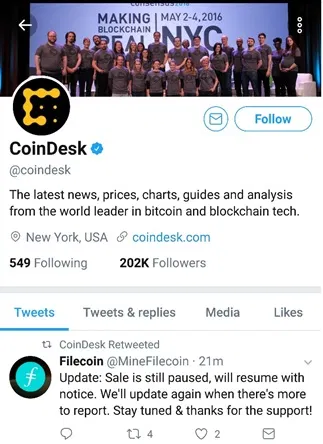 consensus2016
MAKING
BLOCKCHAIN
REAL
MAY 2-4, 2016
NYC
Follow
CoinDesk
@coindesk
The latest news, prices, charts, guides and analysis
from the world leader in bitcoin and blockchain tech.
New York, USA coindesk.com
549 Following 202K Followers
Tweets Tweets & replies Media Likes
CoinDesk Retweeted
Filecoin @MineFilecoin · 21m
Update: Sale is still paused, will resume with
notice. We'll update again when there's more
to report. Stay tuned & thanks for the support!
4 2